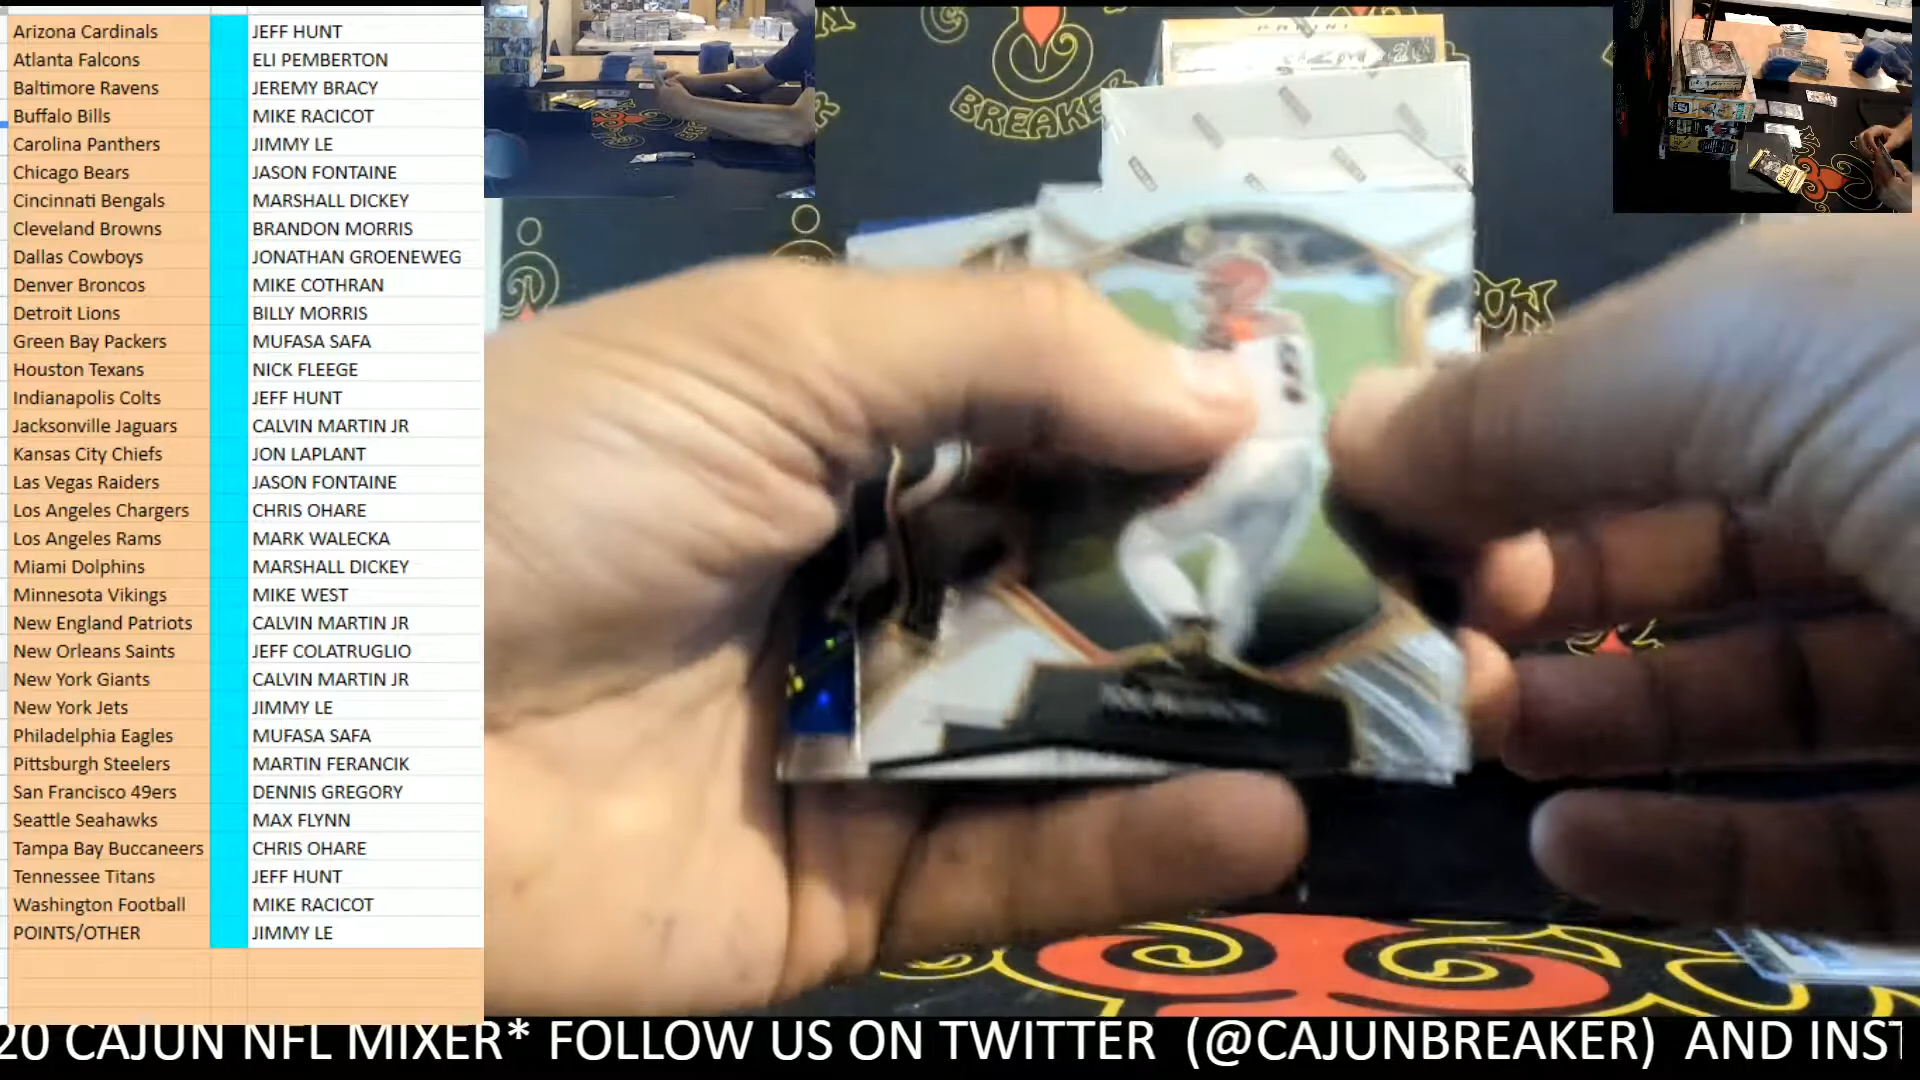 Arizona Cardinals JEFF HUNT
Atlanta Falcons ELI PEMBERTON
Baltimore Ravens JEREMY BRACY
Buffalo Bills MIKE RACICOT
Carolina Panthers JIMMY LE
Chicago Bears JASON FONTAINE
Cincinnati Bengals MARSHALL DICKEY
Cleveland Browns BRANDON MORRIS
Dallas Cowboys JONATHAN GROENEWEG
Denver Broncos MIKE COTHRAN
Detroit Lions BILLY MORRIS
Green Bay Packers MUFASA SAFA
Houston Texans NICK FLEEGE
Indianapolis Colts JEFF HUNT
Jacksonville Jaguars CALVIN MARTIN JR
Kansas City Chiefs JON LAPLANT
Las Vegas Raiders JASON FONTAINE
Los Angeles Chargers CHRIS OHARE
Los Angeles Rams MARK WALECKA
Miami Dolphins MARSHALL DICKEY
Minnesota Vikings MIKE WEST
New England Patriots CALVIN MARTIN JR
New Orleans Saints JEFF COLATRUGLIO
New York Giants CALVIN MARTIN JR
New York Jets JIMMY LE
Philadelphia Eagles MUFASA SAFA
Pittsburgh Steelers MARTIN FERANCIK
San Francisco 49ers DENNIS GREGORY
Seattle Seahawks MAX FLYNN
Tampa Bay Buccaneers CHRIS OHARE
Tennessee Titans JEFF HUNT
Washington Football MIKE RACICOT
POINTS/OTHER JIMMY LE
PANINI
BREAKER
20 CAJUN NFL MIXER* FOLLOW US ON TWITTER (@CAJUNBREAKER) AND INST